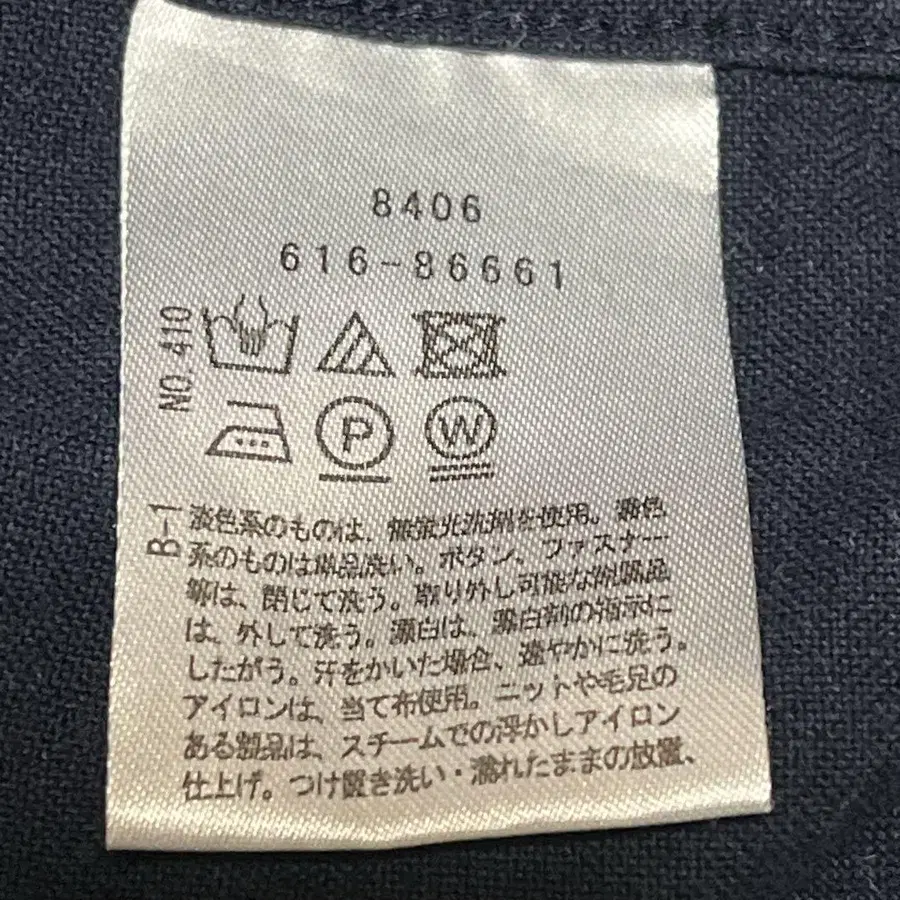 8406
616-86661
NO. 410
P
W
B-1
淡色系のものは、無蛍光洗剤を使用。濃色
系のものは単品洗い。ボタン、ファスナー
等は、閉じて洗う。取り外し可能な附属品
は、外して洗う。漂白は、漂白剤の指示に
したがう。汗をかいた場合、速やかに洗う。
アイロンは、当て布使用。ニットや毛足の
ある製品は、スチームでの浮かしアイロン
仕上げ。つけ置き洗い・濡れたままの放置、